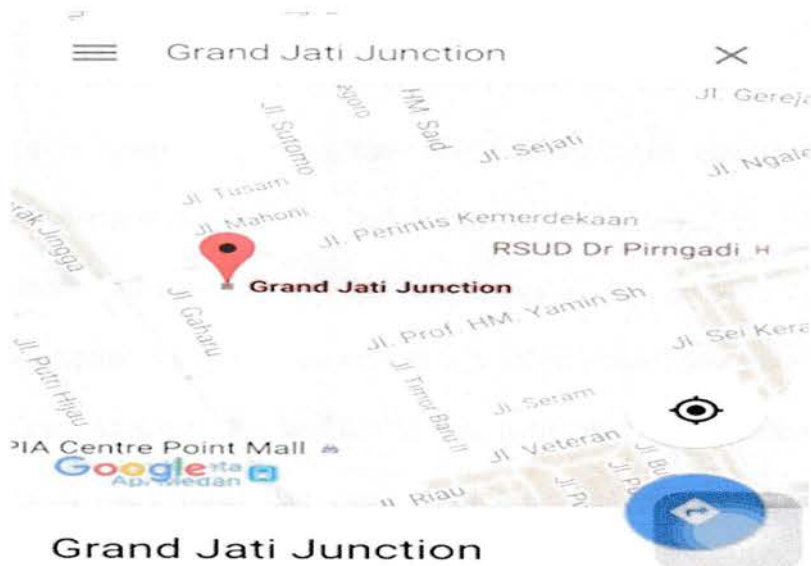 Grand Jati Junction
Jl. Gereja
HM. Said
Jl. Sutomo
Jl. Sejati
Jl. Ngale
Jl. Tusam
Jl. Mahoni
Jl. Perintis Kemerdekaan
RSUD Dr Pirngadi H
rak Jingga
Grand Jati Junction
Jl Gaharu
Jl. Prof. HM. Yamin Sh
Jl. Sei Kera
Jl. Putri Hijau
Jl Timor Baru II
Jl. Seram
PIA Centre Point Mall
Jl. Veteran
Google
Medan
Jl. Riau
Grand Jati Junction